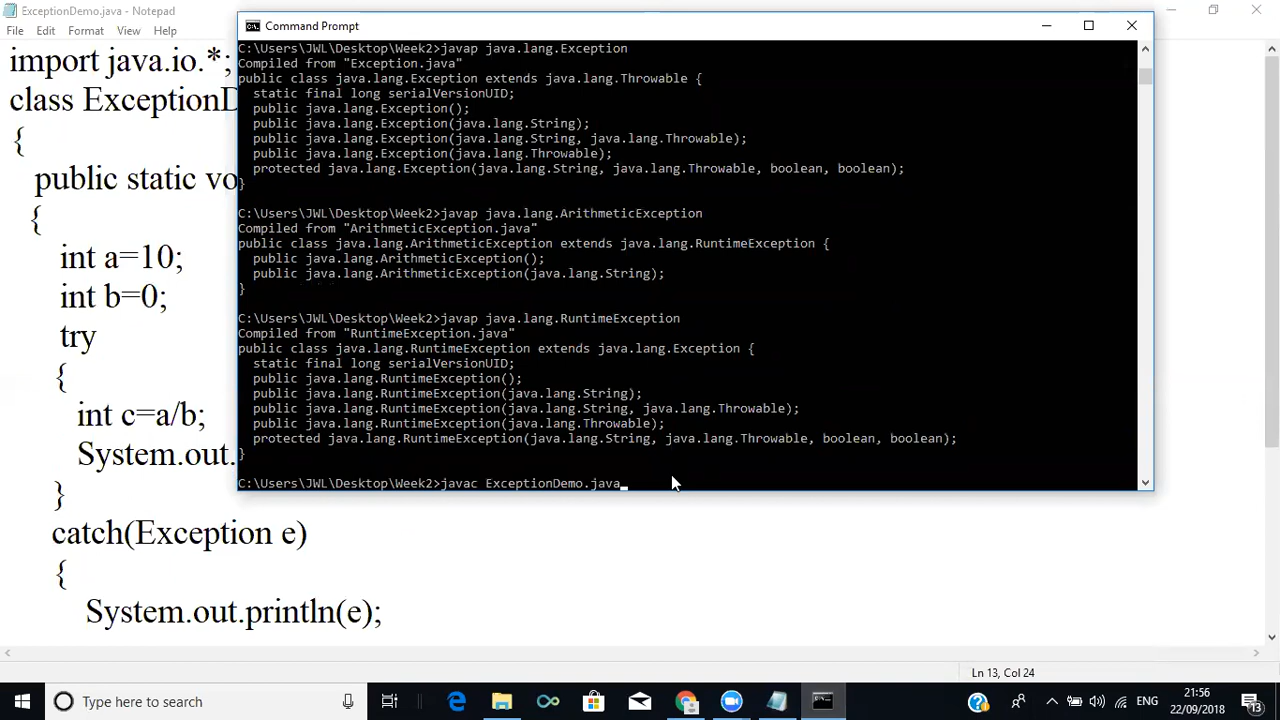 ExceptionDemo.java - Notepad
File Edit Format View Help
import java.io.*;
class ExceptionD
{
public static vo
{
int a=10;
int b=0;
try
{
int c=a/b;
System.out.
}
catch(Exception e)
{
System.out.println(e);
Command Prompt
C:\Users\JWL\Desktop\Week2>javap java.lang.Exception
Compiled from "Exception.java"
public class java.lang.Exception extends java.lang.Throwable {
static final long serialVersionUID;
public java.lang.Exception();
public java.lang.Exception(java.lang.String);
public java.lang.Exception(java.lang.String, java.lang.Throwable);
public java.lang.Exception(java.lang.Throwable);
protected java.lang.Exception(java.lang.String, java.lang.Throwable, boolean, boolean);
}
C:\Users\JWL\Desktop\Week2>javap java.lang.ArithmeticException
Compiled from "ArithmeticException.java"
public class java.lang.ArithmeticException extends java.lang.RuntimeException {
public java.lang.ArithmeticException();
public java.lang.ArithmeticException(java.lang.String);
}
C:\Users\JWL\Desktop\Week2>javap java.lang.RuntimeException
Compiled from "RuntimeException.java"
public class java.lang.RuntimeException extends java.lang.Exception {
static final long serialVersionUID;
public java.lang.RuntimeException();
public java.lang.RuntimeException(java.lang.String);
public java.lang.RuntimeException(java.lang.String, java.lang.Throwable);
public java.lang.RuntimeException(java.lang.Throwable);
protected java.lang.RuntimeException(java.lang.String, java.lang.Throwable, boolean, boolean);
}
C:\Users\JWL\Desktop\Week2>javac ExceptionDemo.java
Ln 13, Col 24
Type here to search
ENG
21:56
22/09/2018
13